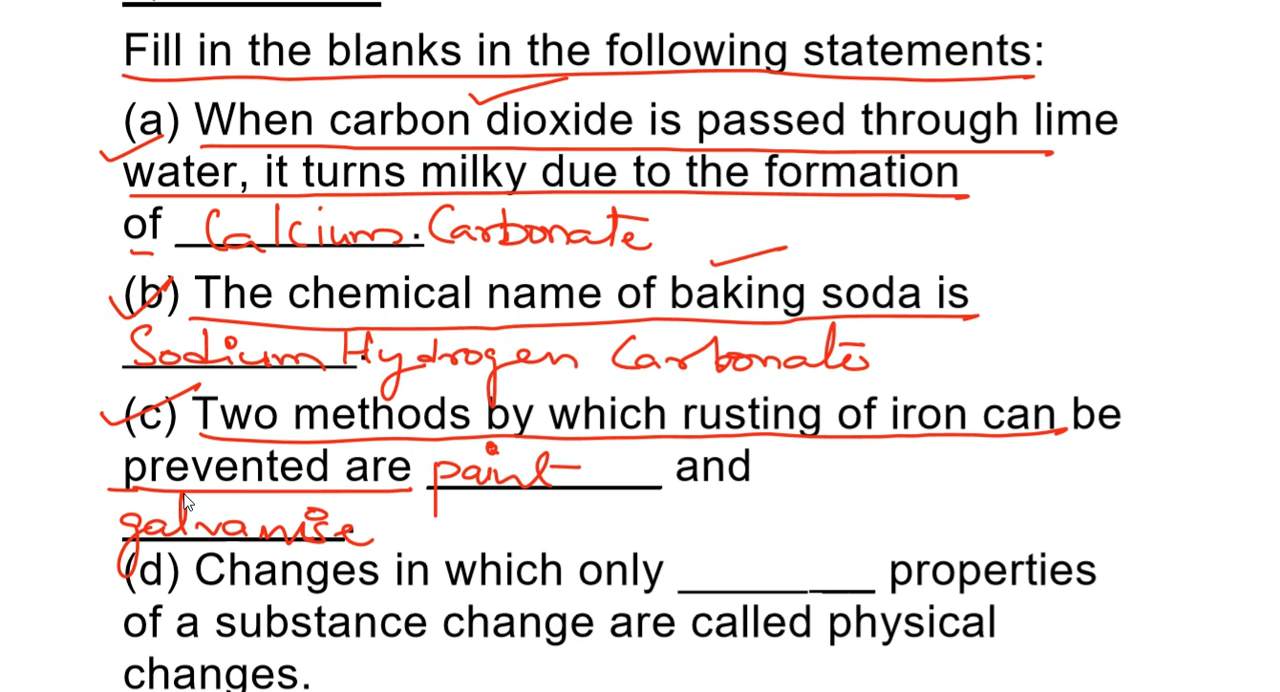 Fill in the blanks in the following statements:
(a) When carbon dioxide is passed through lime
water, it turns milky due to the formation
of Calcium Carbonate.
(b) The chemical name of baking soda is
Sodium Hydrogen Carbonate.
(c) Two methods by which rusting of iron can be
prevented are paint and
galvanise.
(d) Changes in which only ________ properties
of a substance change are called physical
changes.